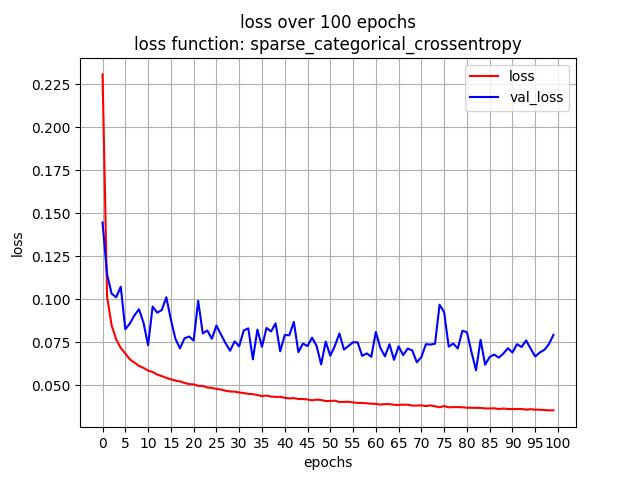 loss over 100 epochs
loss function: sparse_categorical_crossentropy
loss
val_loss
0.225
0.200
0.175
0.150
0.125
0.100
0.075
0.050
loss
0 5 10 15 20 25 30 35 40 45 50 55 60 65 70 75 80 85 90 95 100
epochs